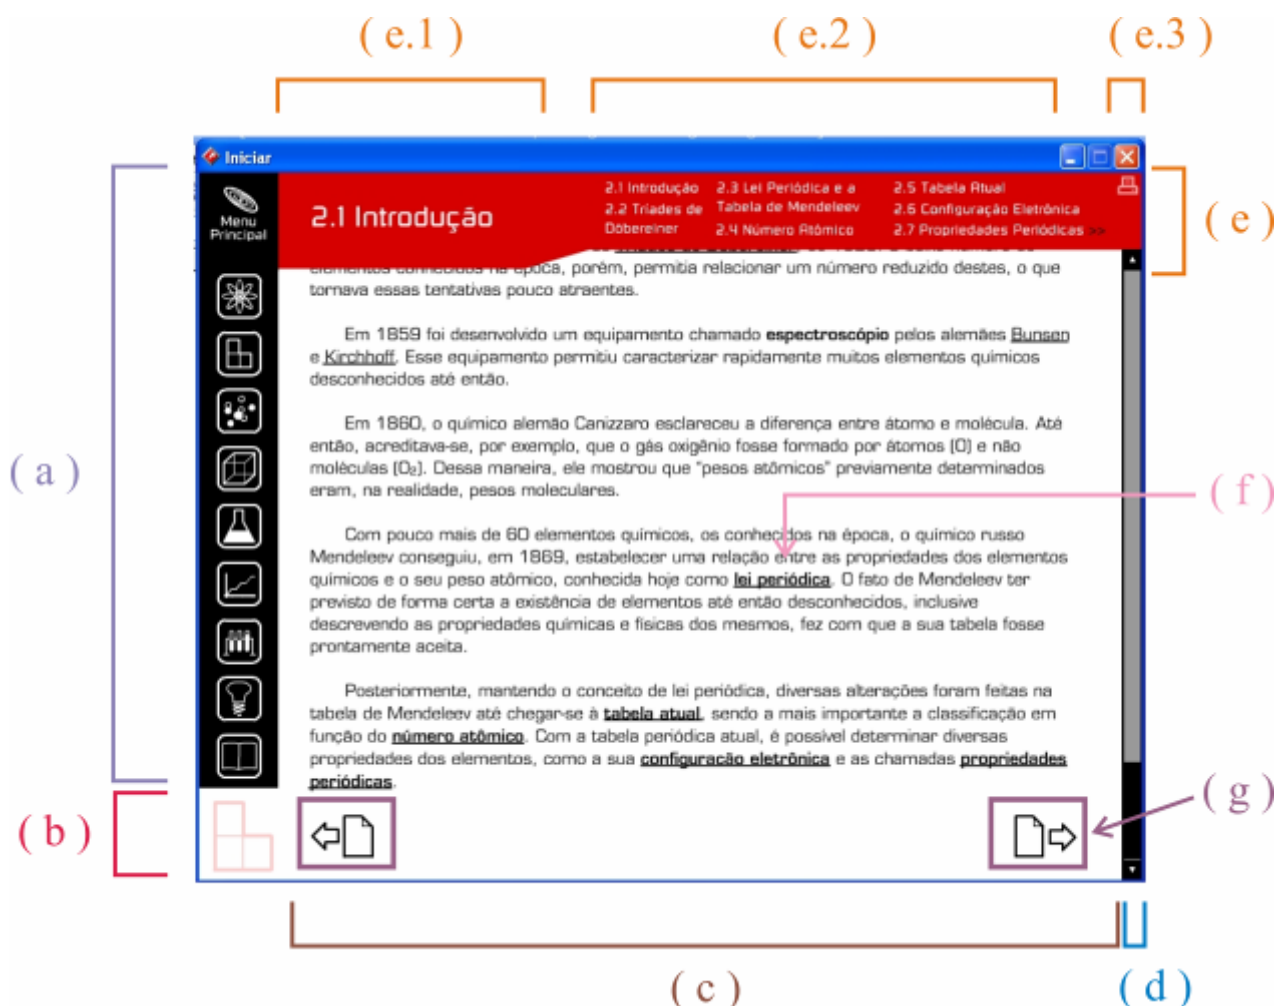 ( e.1 )
( e.2 )
( e.3 )
Iniciar
Menu
Principal
2.1 Introdução
2.1 Introdução
2.2 Tríades de
Döbereiner
2.3 Lei Periódica e a
Tabela de Mendeleev
2.4 Número Atômico
2.5 Tabela Atual
2.6 Configuração Eletrônica
2.7 Propriedades Periódicas >>
( e )
elementos conhecidos na época, porém, permitia relacionar um número reduzido destes, o que
tornava essas tentativas pouco atraentes.
Em 1859 foi desenvolvido um equipamento chamado espectroscópio pelos alemães Bunsen
e Kirchhoff. Esse equipamento permitiu caracterizar rapidamente muitos elementos químicos
desconhecidos até então.
Em 1860, o químico alemão Canizzaro esclareceu a diferença entre átomo e molécula. Até
então, acreditava-se, por exemplo, que o gás oxigênio fosse formado por átomos (O) e não
moléculas (O₂). Dessa maneira, ele mostrou que "pesos atômicos" previamente determinados
eram, na realidade, pesos moleculares.
( a )
( f )
Com pouco mais de 60 elementos químicos, os conhecidos na época, o químico russo
Mendeleev conseguiu, em 1869, estabelecer uma relação entre as propriedades dos elementos
químicos e o seu peso atômico, conhecida hoje como lei periódica. O fato de Mendeleev ter
previsto de forma certa a existência de elementos até então desconhecidos, inclusive
descrevendo as propriedades químicas e físicas dos mesmos, fez com que a sua tabela fosse
prontamente aceita.
Posteriormente, mantendo o conceito de lei periódica, diversas alterações foram feitas na
tabela de Mendeleev até chegar-se à tabela atual, sendo a mais importante a classificação em
função do número atômico. Com a tabela periódica atual, é possível determinar diversas
propriedades dos elementos, como a sua configuração eletrônica e as chamadas propriedades
periódicas.
( g )
( b )
( c )
( d )